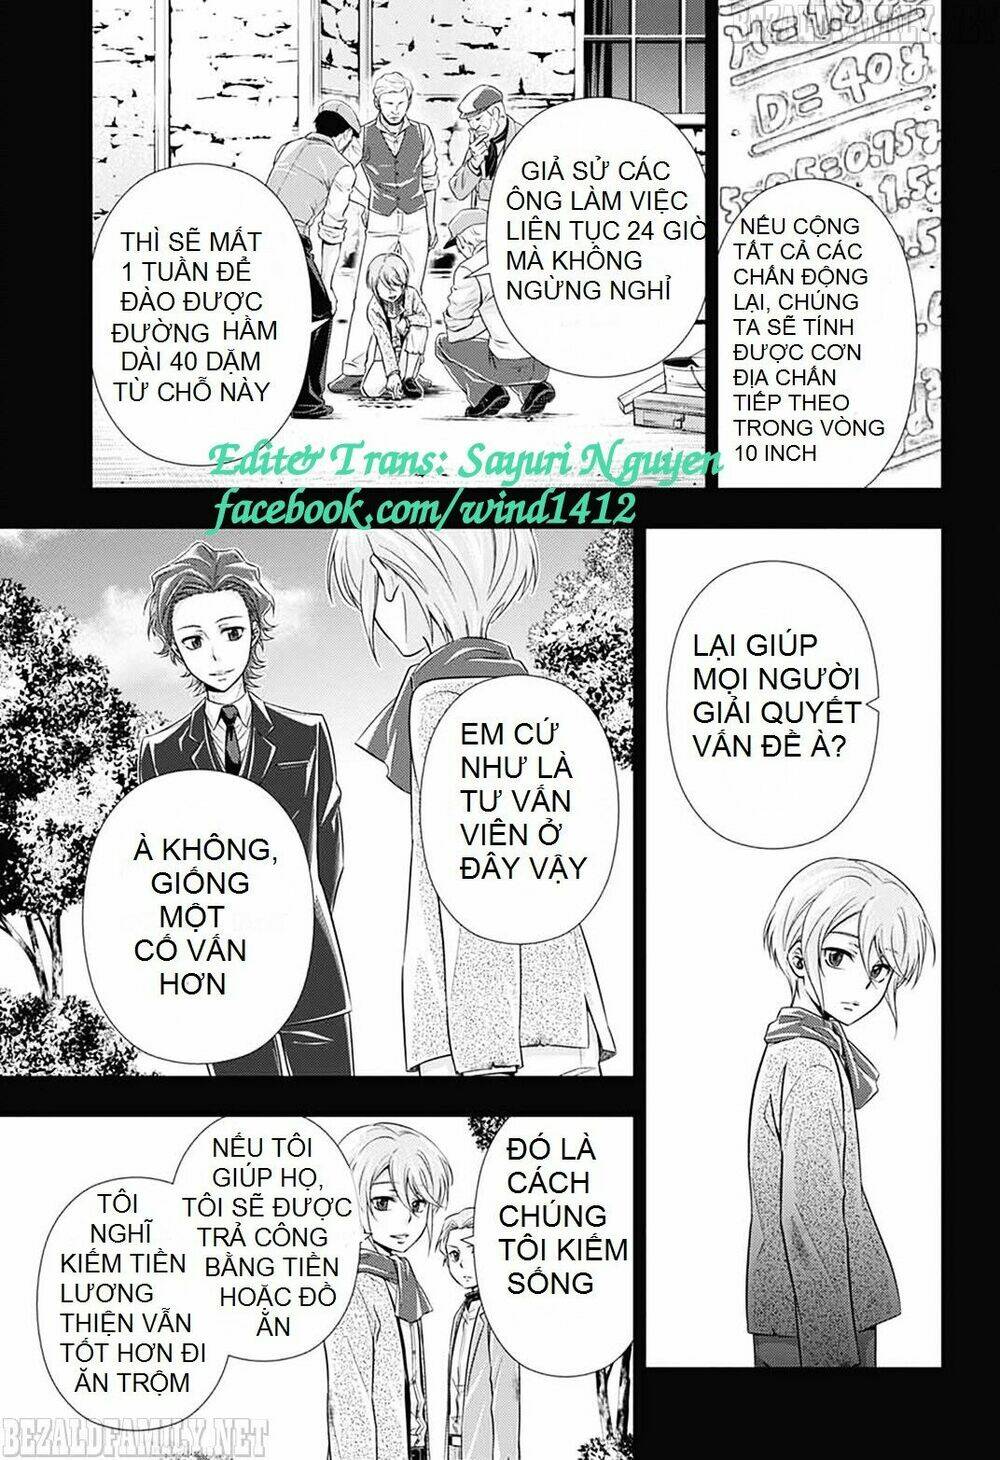 BEZALDFAMILY.NET
D = 40
NẾU CỘNG
TẤT CẢ CÁC
CHẤN ĐỘNG
LẠI, CHÚNG
TA SẼ TÍNH
ĐƯỢC CƠN
ĐỊA CHẤN
TIẾP THEO
TRONG VÒNG
10 INCH
GIẢ SỬ CÁC
ÔNG LÀM VIỆC
LIÊN TỤC 24 GIỜ
MÀ KHÔNG
NGỪNG NGHỈ
THÌ SẼ MẤT
1 TUẦN ĐỂ
ĐÀO ĐƯỢC
ĐƯỜNG HẦM
DÀI 40 DẶM
TỪ CHỖ NÀY
Edit& Trans: Sayuri Nguyen
facebook.com/wind1412
LẠI GIÚP
MỌI NGƯỜI
GIẢI QUYẾT
VẤN ĐỀ À?
EM CỨ
NHƯ LÀ
TƯ VẤN
VIÊN Ở
ĐÂY VẬY
À KHÔNG,
GIỐNG
MỘT
CỐ VẤN
HƠN
ĐÓ LÀ
CÁCH
CHÚNG
TÔI KIẾM
SỐNG
NẾU TÔI
GIÚP HỌ,
TÔI SẼ ĐƯỢC
TRẢ CÔNG
BẰNG TIỀN
HOẶC ĐỒ
ĂN
TÔI
NGHĨ
KIẾM TIỀN
LƯƠNG
THIỆN VẪN
TỐT HƠN ĐI
ĂN TRỘM
BEZALDFAMILY.NET